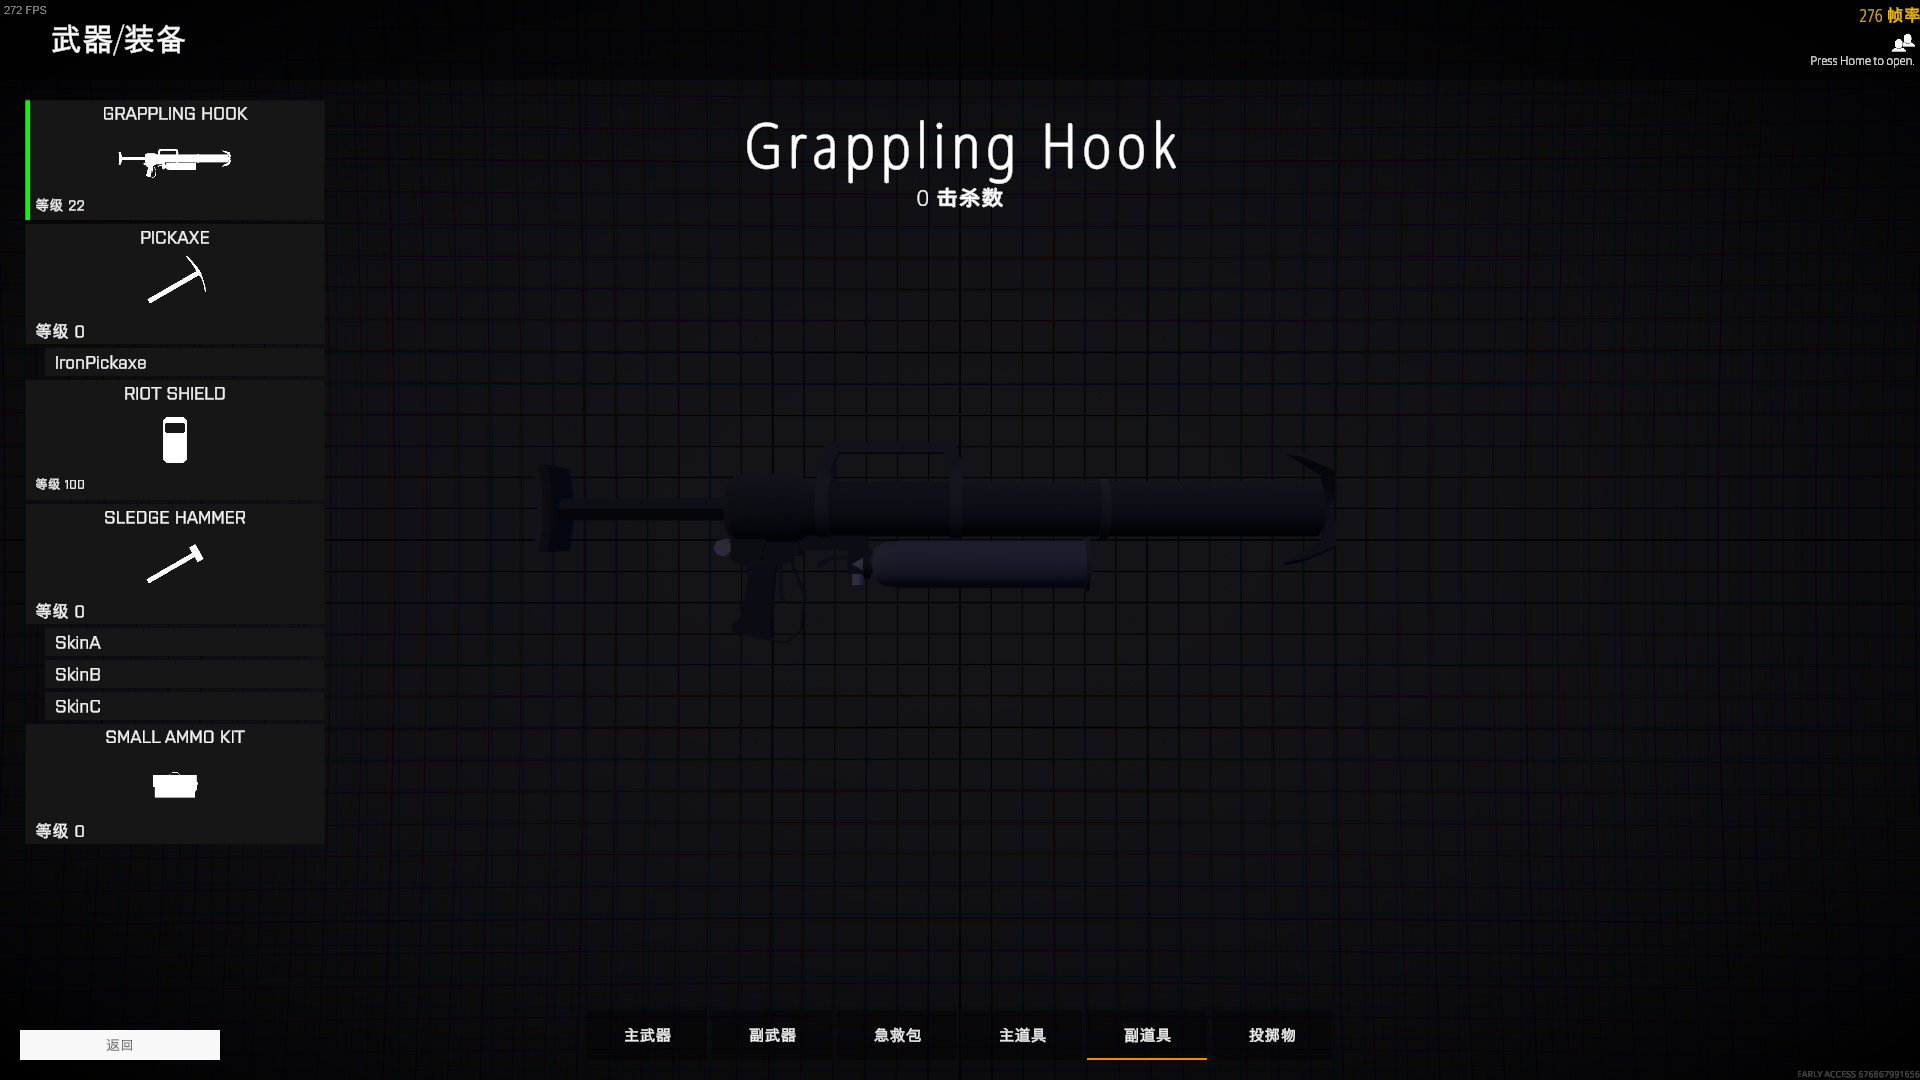 272 FPS
276 帧率
武器/装备
Press Home to open.
GRAPPLING HOOK
等级 22
Grappling Hook
0 击杀数
PICKAXE
等级 0
IronPickaxe
RIOT SHIELD
等级 100
SLEDGE HAMMER
等级 0
SkinA
SkinB
SkinC
SMALL AMMO KIT
等级 0
主武器
副武器
急救包
主道具
副道具
投掷物
返回
EARLY ACCESS 676867991656